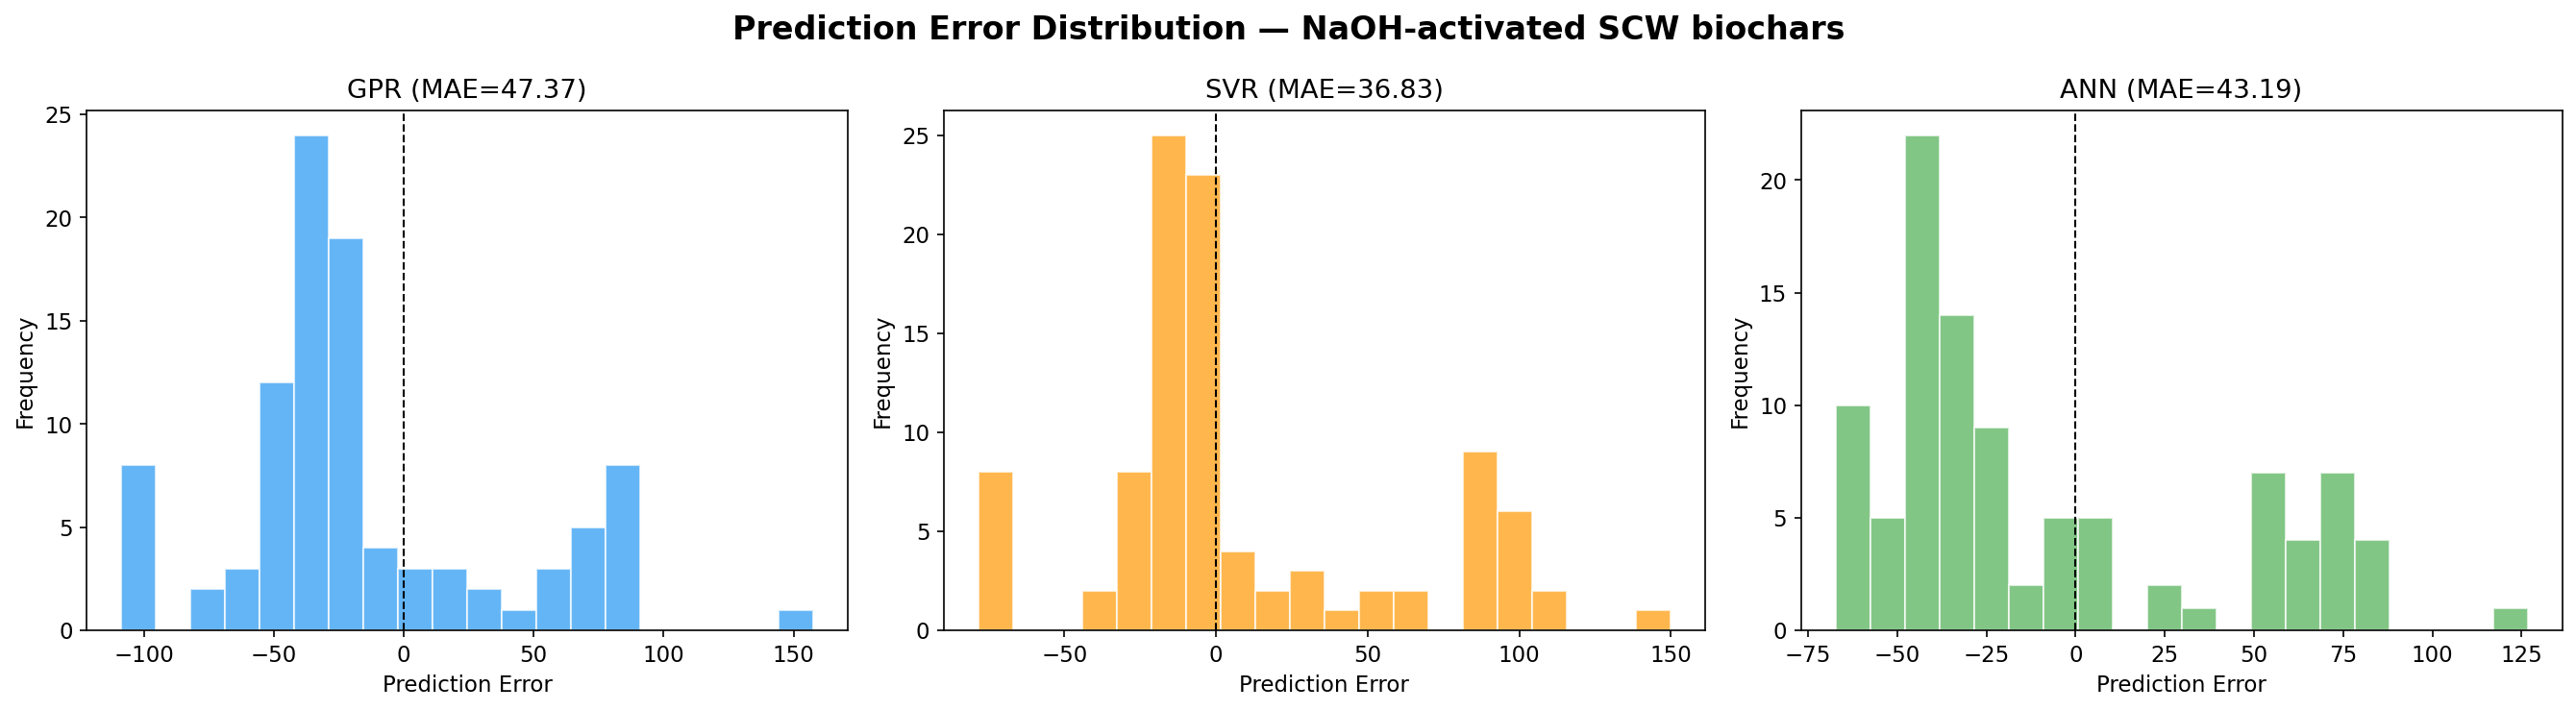 Prediction Error Distribution — NaOH-activated SCW biochars
GPR (MAE=47.37)
25
20
15
10
5
0
Frequency
−100 −50 0 50 100 150
Prediction Error
SVR (MAE=36.83)
25
20
15
10
5
0
Frequency
−50 0 50 100 150
Prediction Error
ANN (MAE=43.19)
20
15
10
5
0
Frequency
−75 −50 −25 0 25 50 75 100 125
Prediction Error